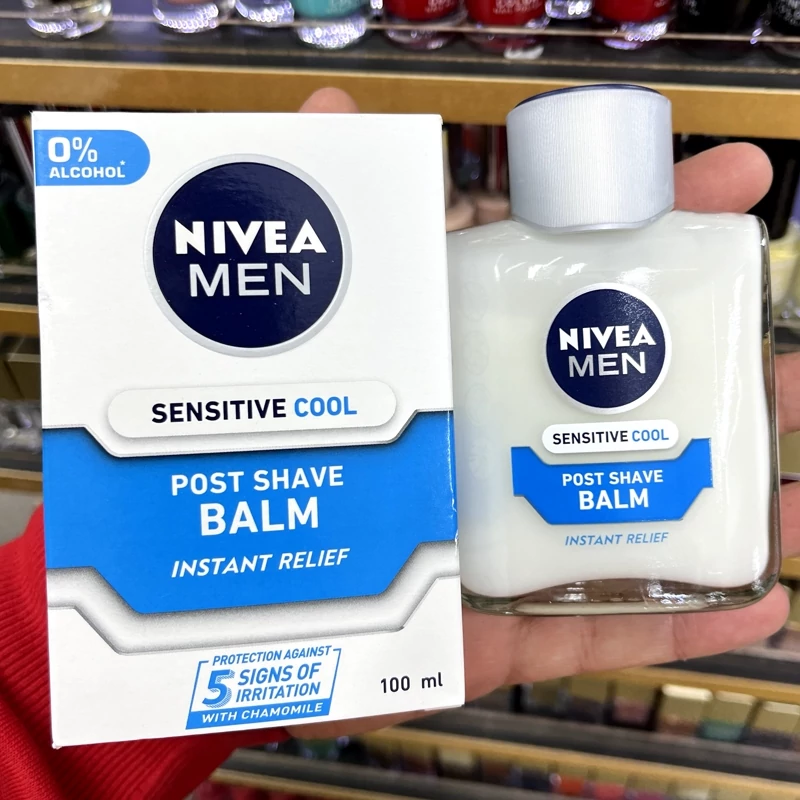 0%
ALCOHOL*
NIVEA
MEN
SENSITIVE COOL
POST SHAVE
BALM
INSTANT RELIEF
PROTECTION AGAINST
5 SIGNS OF
IRRITATION
WITH CHAMOMILE
100 ml
NIVEA
MEN
SENSITIVE COOL
POST SHAVE
BALM
INSTANT RELIEF